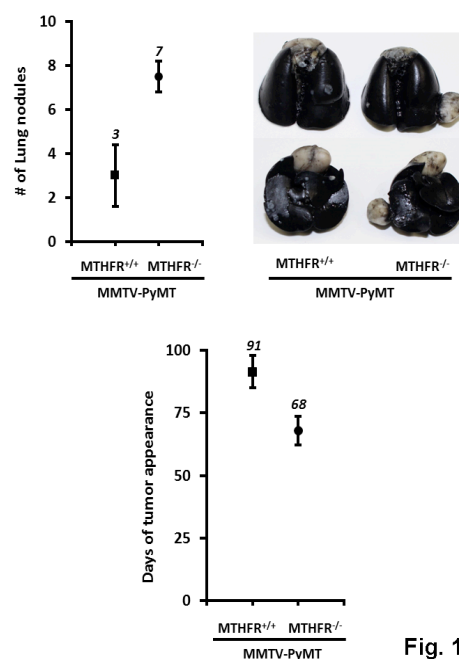 # of Lung nodules
10
8
6
4
2
0
3
7
MTHFR+/+ MTHFR-/-
MMTV-PyMT
MTHFR+/+ MTHFR-/-
MMTV-PyMT
Days of tumor appearance
100
75
50
25
0
91
68
MTHFR+/+ MTHFR-/-
MMTV-PyMT
Fig. 1